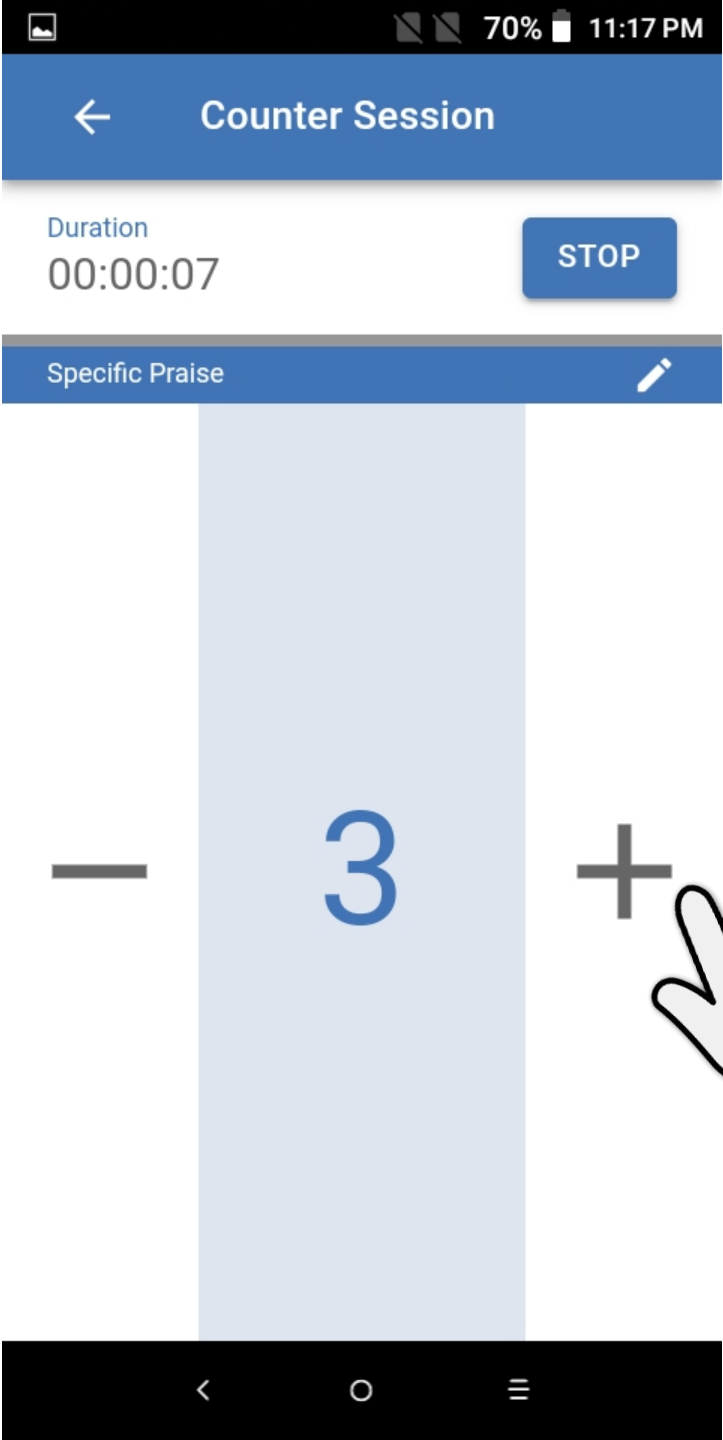 70% 11:17 PM
Counter Session
Duration
00:00:07
STOP
Specific Praise
3